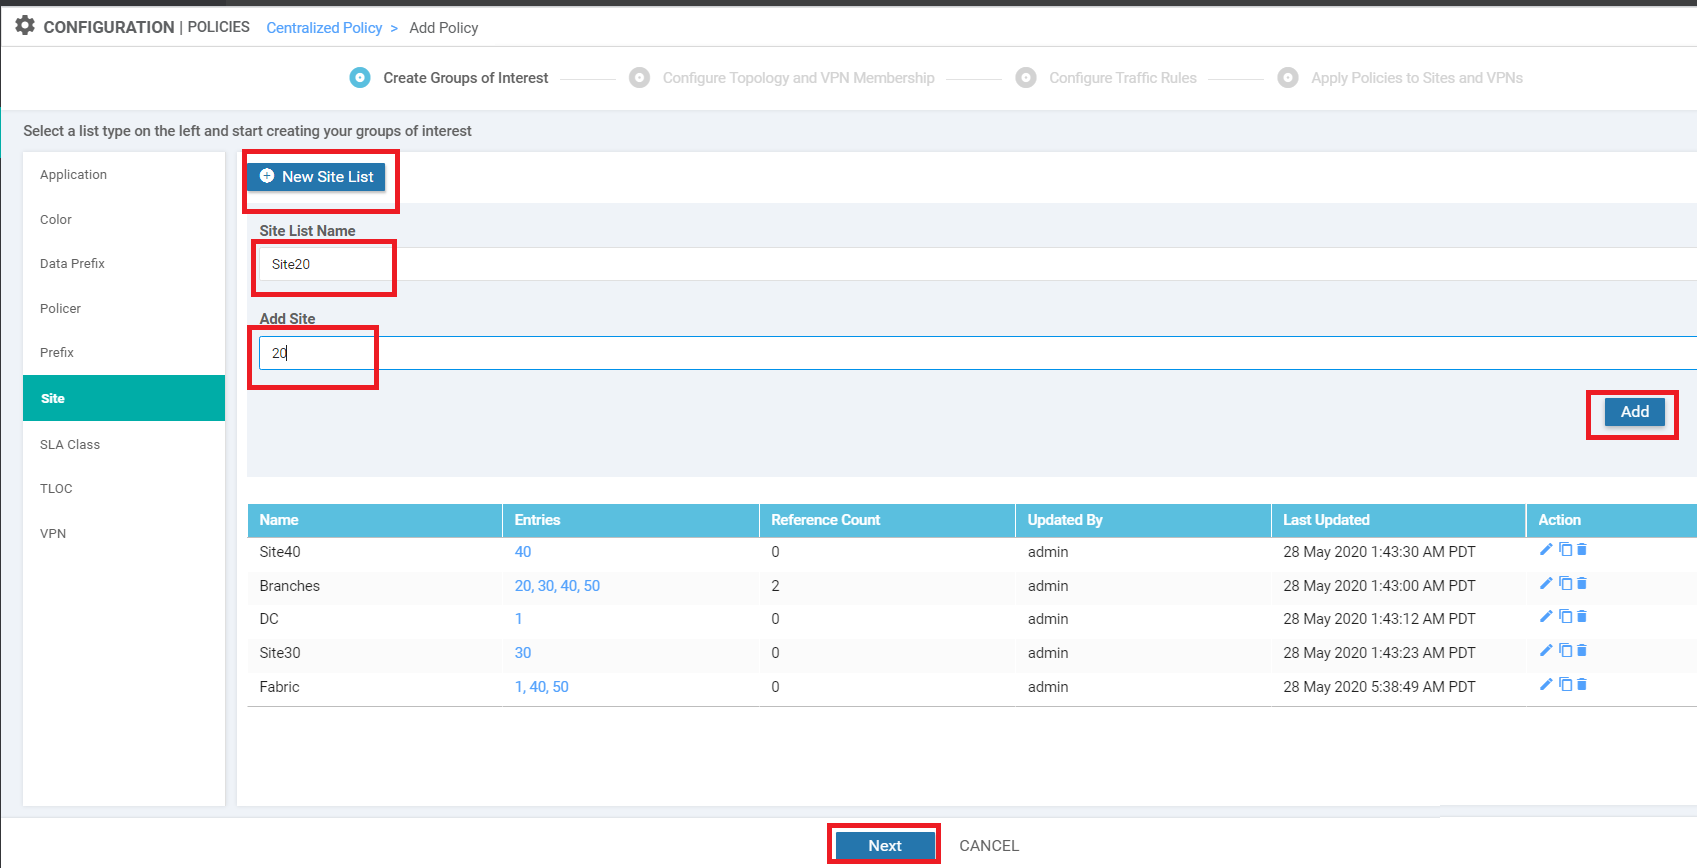 CONFIGURATION | POLICIES Centralized Policy > Add Policy
Create Groups of Interest Configure Topology and VPN Membership Configure Traffic Rules Apply Policies to Sites and VPNs
Select a list type on the left and start creating your groups of interest
Application
Color
Data Prefix
Policer
Prefix
Site
SLA Class
TLOC
VPN
New Site List
Site List Name
Site20
Add Site
20
Add
Name Entries Reference Count Updated By Last Updated Action
Site40 40 0 admin 28 May 2020 1:43:30 AM PDT
Branches 20, 30, 40, 50 2 admin 28 May 2020 1:43:00 AM PDT
DC 1 0 admin 28 May 2020 1:43:12 AM PDT
Site30 30 0 admin 28 May 2020 1:43:23 AM PDT
Fabric 1, 40, 50 0 admin 28 May 2020 5:38:49 AM PDT
Next CANCEL